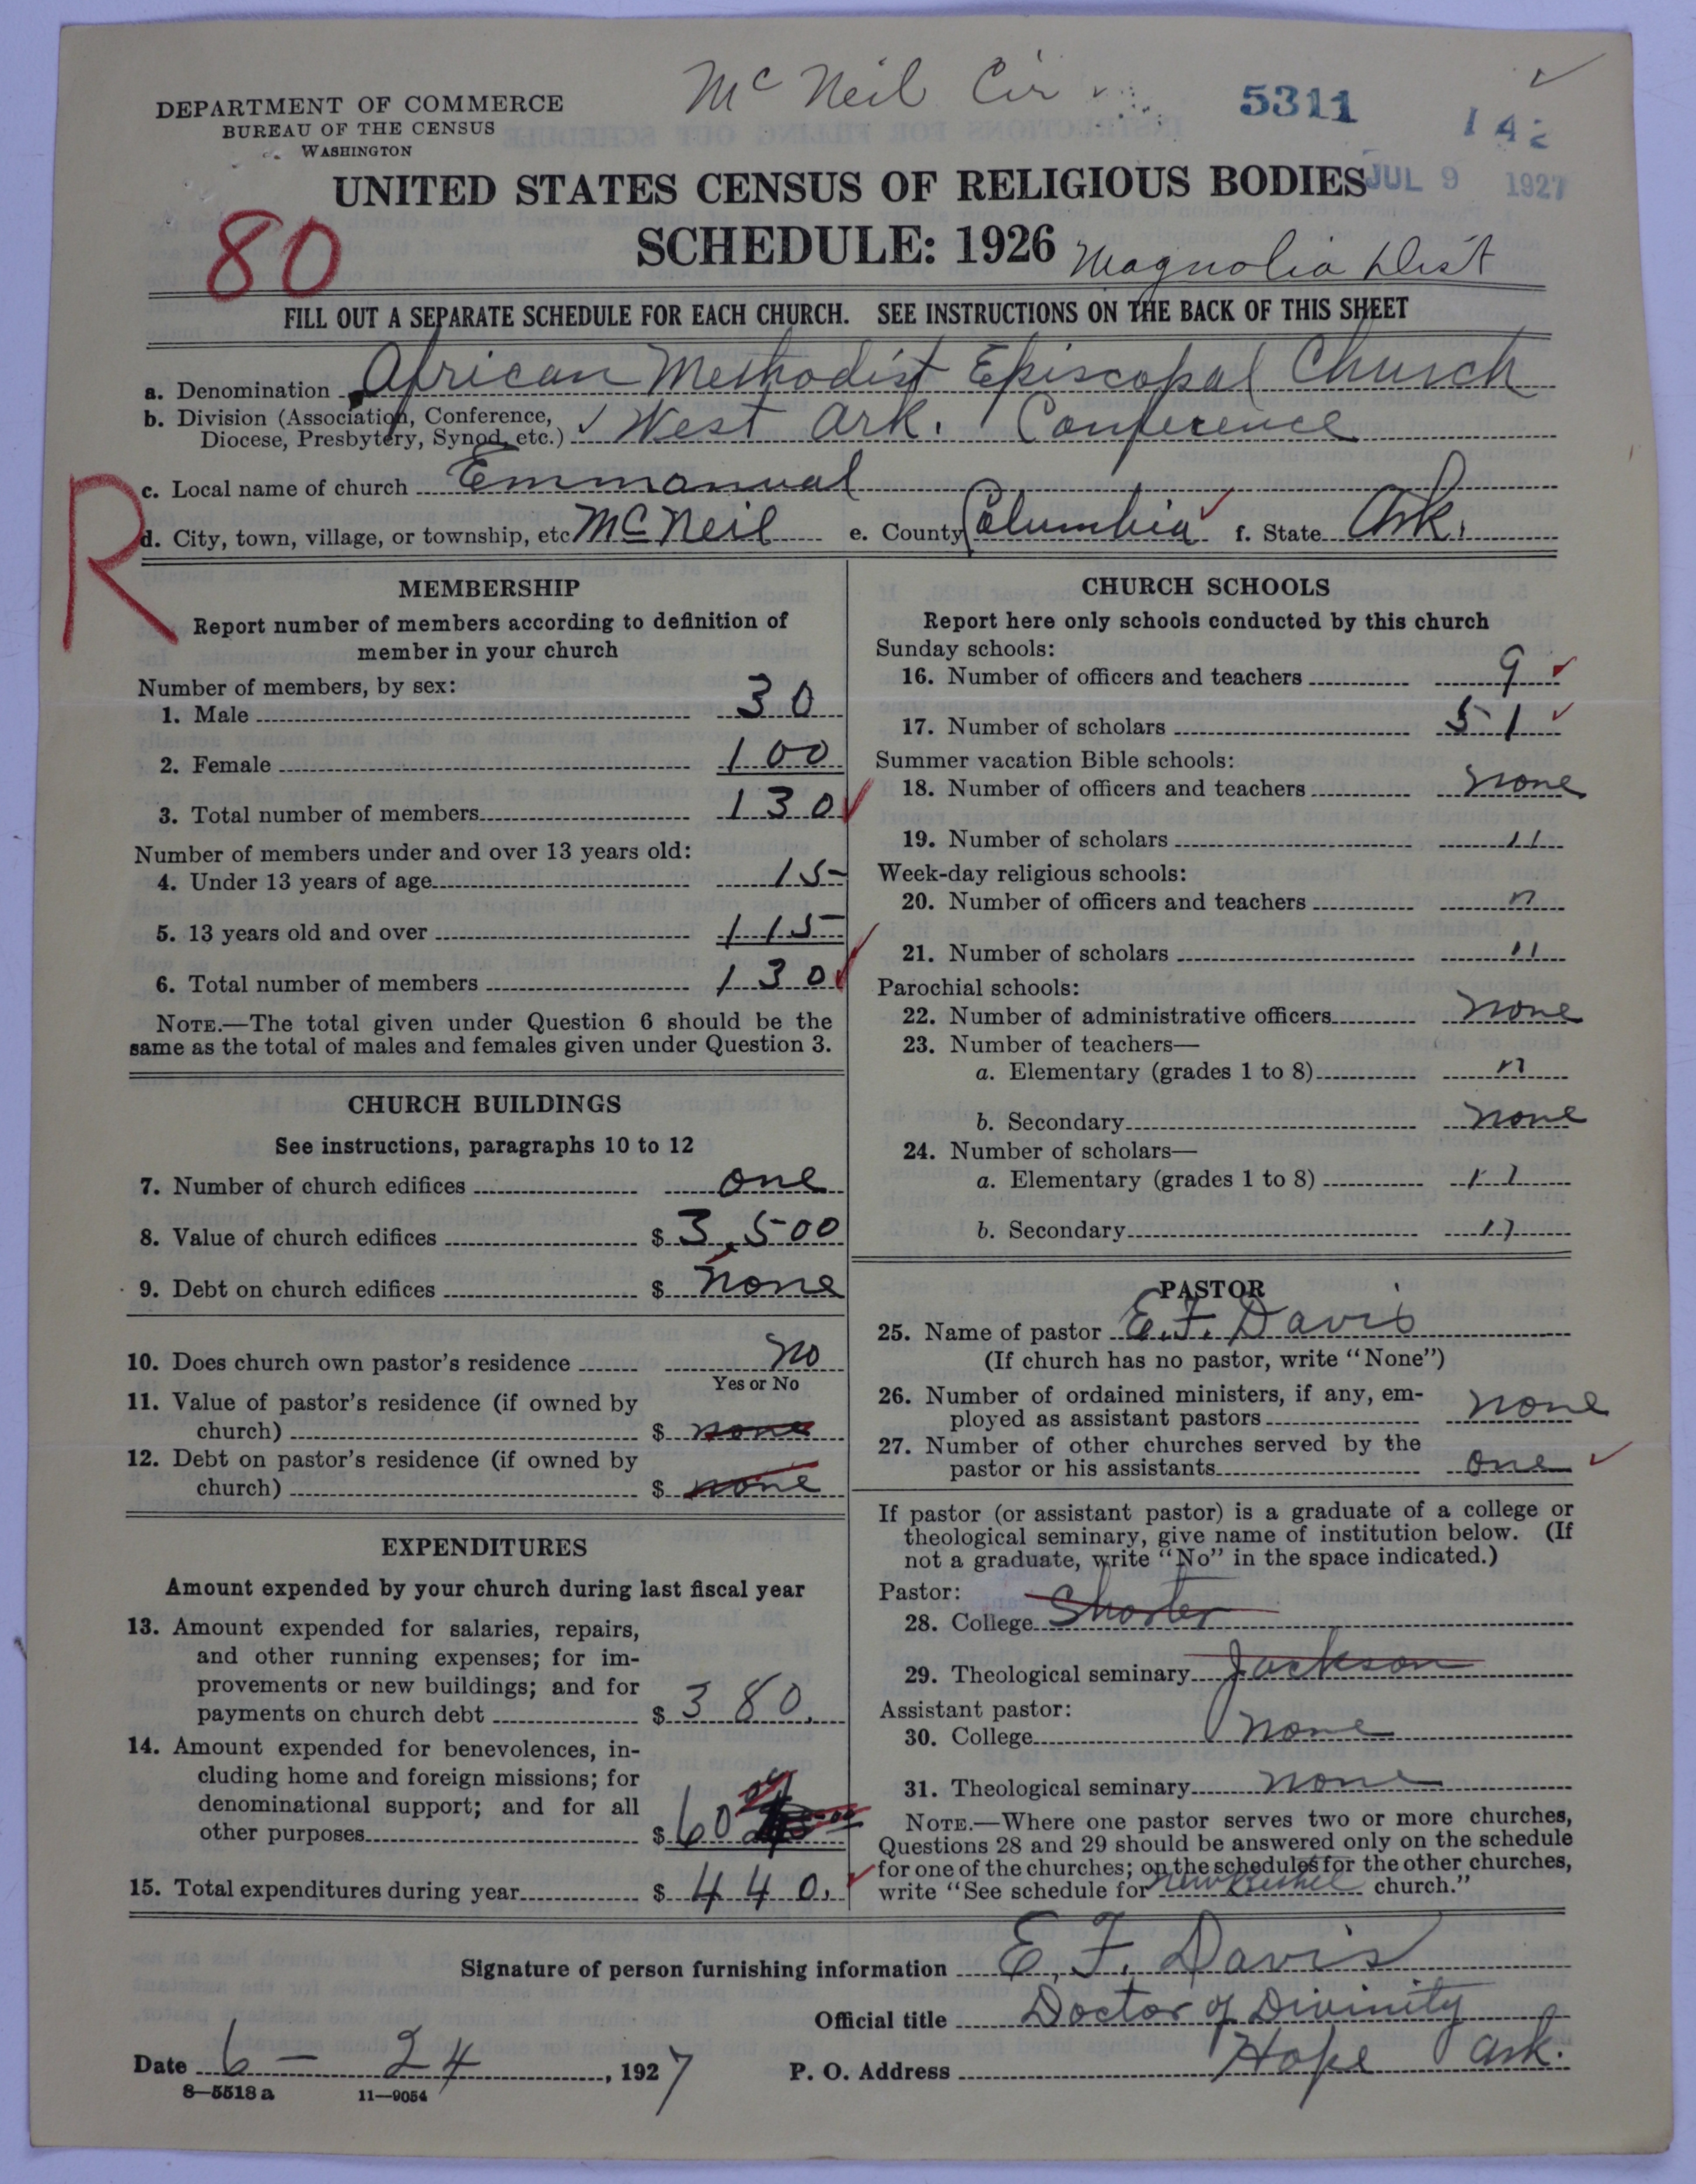 McNeil Cir
5311
142
DEPARTMENT OF COMMERCE
BUREAU OF THE CENSUS
WASHINGTON
UNITED STATES CENSUS OF RELIGIOUS BODIES
JUL 9 1927
80
SCHEDULE: 1926
Magnolia Dist
FILL OUT A SEPARATE SCHEDULE FOR EACH CHURCH. SEE INSTRUCTIONS ON THE BACK OF THIS SHEET
a. Denomination African Methodist Episcopal Church
b. Division (Association, Conference,
Diocese, Presbytery, Synod, etc.) West Ark. Conference
R
c. Local name of church Emmanual
d. City, town, village, or township, etc McNeil e. County Columbia f. State Ark.
MEMBERSHIP
Report number of members according to definition of
member in your church
Number of members, by sex:
1. Male 30
2. Female 100
3. Total number of members 130
Number of members under and over 13 years old:
4. Under 13 years of age 15
5. 13 years old and over 115
6. Total number of members 130
NOTE.—The total given under Question 6 should be the
same as the total of males and females given under Question 3.
CHURCH BUILDINGS
See instructions, paragraphs 10 to 12
7. Number of church edifices one
8. Value of church edifices $ 3,500
9. Debt on church edifices $ none
10. Does church own pastor's residence no
Yes or No
11. Value of pastor's residence (if owned by
church) $ none
12. Debt on pastor's residence (if owned by
church) $ none
EXPENDITURES
Amount expended by your church during last fiscal year
13. Amount expended for salaries, repairs,
and other running expenses; for im-
provements or new buildings; and for
payments on church debt $ 380.
14. Amount expended for benevolences, in-
cluding home and foreign missions; for
denominational support; and for all
other purposes $ 60
15. Total expenditures during year $ 440.
CHURCH SCHOOLS
Report here only schools conducted by this church
Sunday schools:
16. Number of officers and teachers 9
17. Number of scholars 51
Summer vacation Bible schools:
18. Number of officers and teachers none
19. Number of scholars "
Week-day religious schools:
20. Number of officers and teachers "
21. Number of scholars "
Parochial schools:
22. Number of administrative officers none
23. Number of teachers—
a. Elementary (grades 1 to 8) "
b. Secondary none
24. Number of scholars—
a. Elementary (grades 1 to 8) "
b. Secondary "
PASTOR
25. Name of pastor E. F. Davis
(If church has no pastor, write "None")
26. Number of ordained ministers, if any, em-
ployed as assistant pastors none
27. Number of other churches served by the
pastor or his assistants one
If pastor (or assistant pastor) is a graduate of a college or
theological seminary, give name of institution below. (If
not a graduate, write "No" in the space indicated.)
Pastor:
28. College Shorter
29. Theological seminary Jackson
Assistant pastor:
30. College none
31. Theological seminary none
NOTE.—Where one pastor serves two or more churches,
Questions 28 and 29 should be answered only on the schedule
for one of the churches; on the schedules for the other churches,
write "See schedule for New Bethel church."
Signature of person furnishing information E. F. Davis
Official title Doctor of Divinity
Date 6 - 24, 1927 P. O. Address Hope Ark.
8—5518 a 11—9054